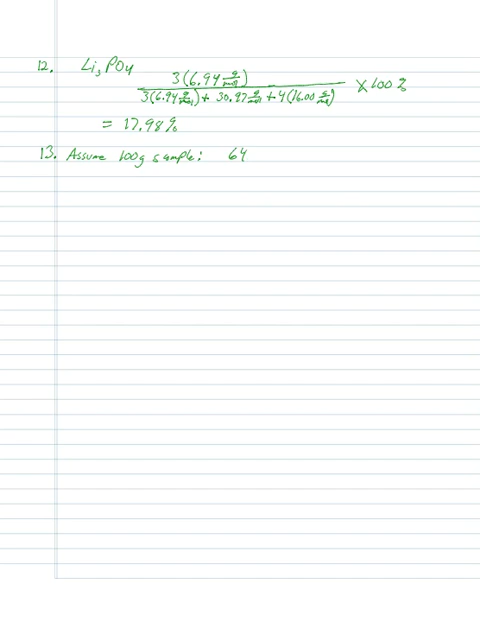 12. Li3PO4 3(6.94 g/mol) / 3(6.94 g/mol) + 30.97 g/mol + 4(16.00 g/mol) × 100%
= 17.98%
13. Assume 100g sample: 64